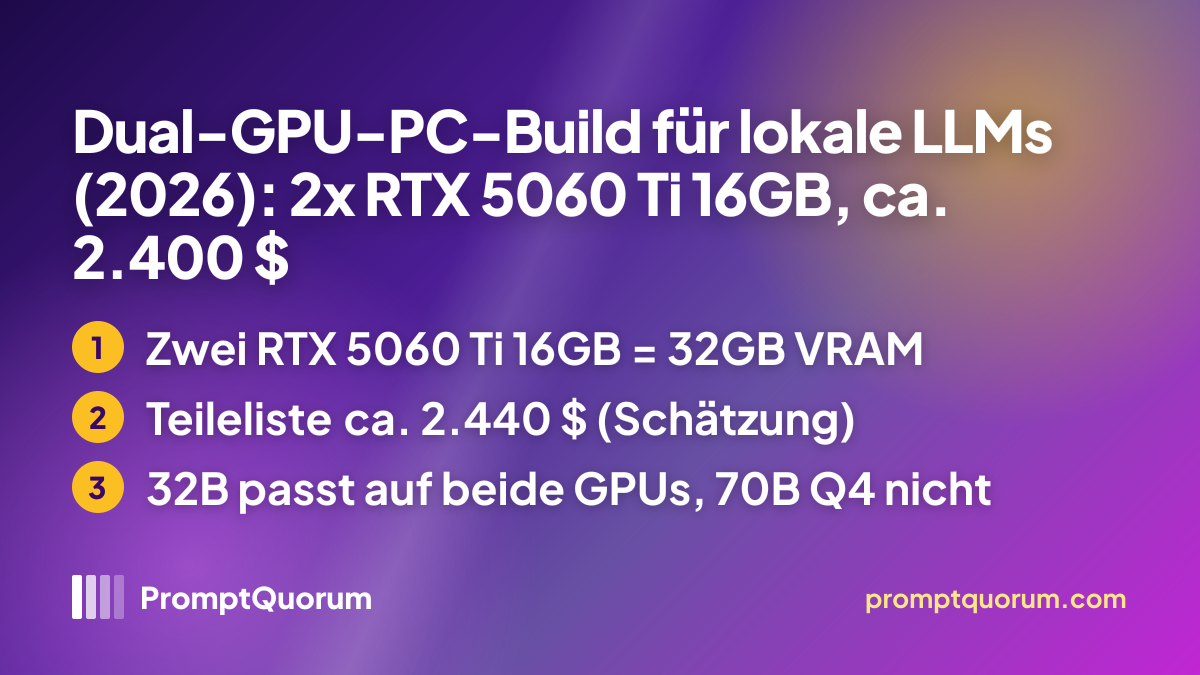 Dual-GPU-PC-Build für lokale LLMs
(2026): 2x RTX 5060 Ti 16GB, ca.
2.400 $
1 Zwei RTX 5060 Ti 16GB = 32GB VRAM
2 Teileliste ca. 2.440 $ (Schätzung)
3 32B passt auf beide GPUs, 70B Q4 nicht
PromptQuorum
promptquorum.com